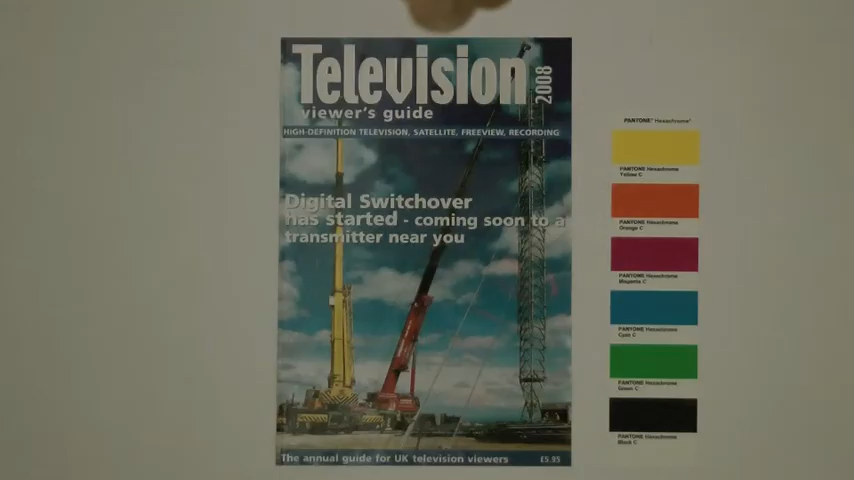 Television
2008
viewer's guide
HIGH-DEFINITION TELEVISION, SATELLITE, FREEVIEW, RECORDING
Digital Switchover
has started - coming soon to a
transmitter near you
The annual guide for UK television viewers
£5.95
PANTONE® Hexachrome®
PANTONE Hexachrome
Yellow C
PANTONE Hexachrome
Orange C
PANTONE Hexachrome
Magenta C
PANTONE Hexachrome
Cyan C
PANTONE Hexachrome
Green C
PANTONE Hexachrome
Black C